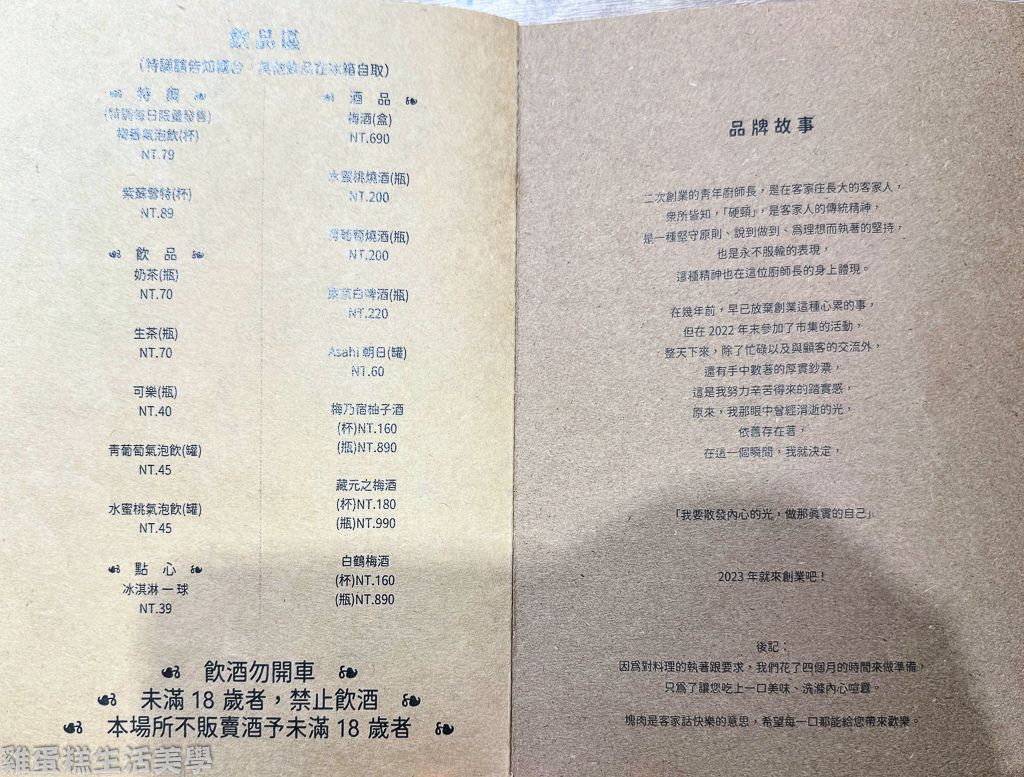 飲品區
(特調請告知櫃台,其他飲品在冰箱自取)
特 調
(特調每日限量發售)
梅香氣泡飲(杯)
NT.79
紫蘇雪特(杯)
NT.89
飲 品
奶茶(瓶)
NT.70
生茶(瓶)
NT.70
可樂(瓶)
NT.40
青葡萄氣泡飲(罐)
NT.45
水蜜桃氣泡飲(罐)
NT.45
點 心
冰淇淋一球
NT.39
酒 品
梅酒(盒)
NT.690
水蜜桃燒酒(瓶)
NT.200
青葡萄燒酒(瓶)
NT.200
白啤酒(瓶)
NT.220
Asahi 朝日(罐)
NT.60
梅乃宿柚子酒
(杯)NT.160
(瓶)NT.890
藏元之梅酒
(杯)NT.180
(瓶)NT.990
白鶴梅酒
(杯)NT.160
(瓶)NT.890
飲酒勿開車
未滿 18 歲者,禁止飲酒
本場所不販賣酒予未滿 18 歲者
品牌故事
二次創業的青年廚師長,是在客家庄長大的客家人,
眾所皆知,「硬頸」,是客家人的傳統精神,
是一種堅守原則、說到做到、為理想而執著的堅持,
也是永不服輪的表現,
這種精神也在這位廚師長的身上體現。
在幾年前,早已放棄創業這種心累的事,
但在 2022 年末參加了市集的活動,
整天下來,除了忙碌以及與顧客的交流外,
還有手中數著的厚實鈔票,
這是我努力辛苦得來的踏實感,
原來,我那眼中曾經消逝的光,
依舊存在著,
在這一個瞬間,我就決定,
「我要散發內心的光,做那眞實的自己」
2023 年就來創業吧!
後記:
因為對料理的執著跟要求,我們花了四個月的時間來做準備,
只為了讓您吃上一口美味、洗滌內心喧囂。
塊肉是客家話快樂的意思,希望每一口都能給您帶來歡樂。
雞蛋糕生活美學